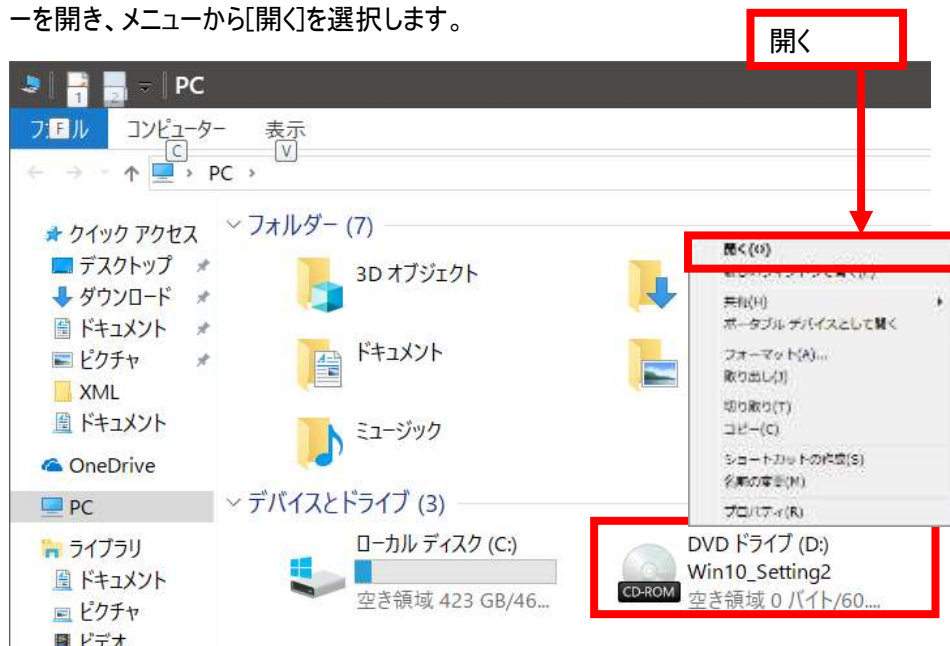 ーを開き、メニューから[開く]を選択します。
開く
1 2 PC
ファイル F コンピューター C 表示 V
PC
クイック アクセス
デスクトップ
ダウンロード
ドキュメント
ピクチャ
XML
ドキュメント
OneDrive
PC
ライブラリ
ドキュメント
ピクチャ
ビデオ
フォルダー (7)
3D オブジェクト
ドキュメント
ミュージック
デバイスとドライブ (3)
ローカル ディスク (C:)
空き領域 423 GB/46...
CD-ROM
DVD ドライブ (D:)
Win10_Setting2
空き領域 0 バイト/60....
開く(O)
共有(H)
ポータブル デバイスとして開く
フォーマット(A)...
取り出し(J)
切り取り(T)
コピー(C)
ショートカットの作成(S)
名前の変更(M)
プロパティ(R)